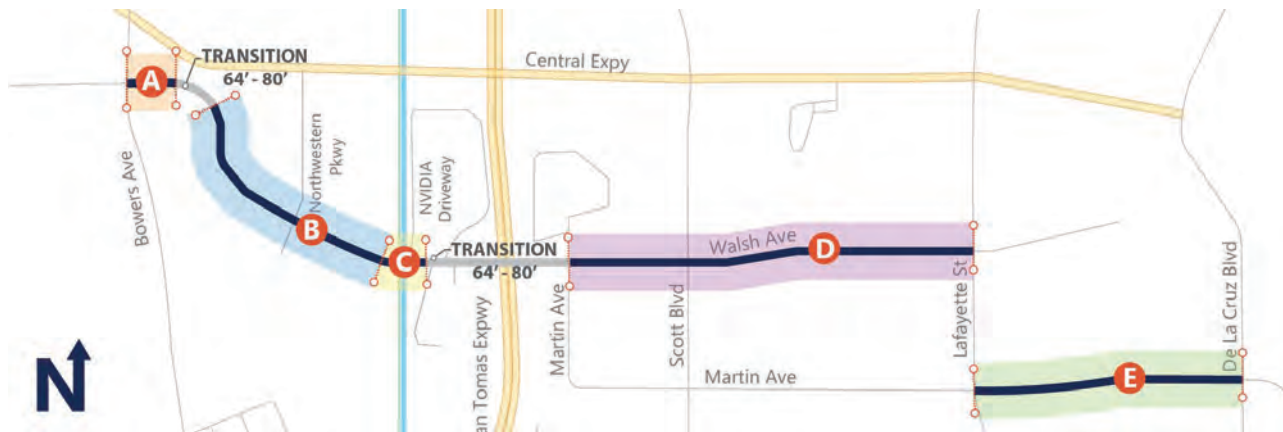 A
TRANSITION
64’ - 80’
Central Expy
Bowers Ave
Northwestern
Pkwy
B
NVIDIA
Driveway
C
TRANSITION
64’ - 80’
an Tomas Expwy
Martin Ave
Scott Blvd
Walsh Ave
D
Lafayette St
De La Cruz Blvd
Martin Ave
E
N